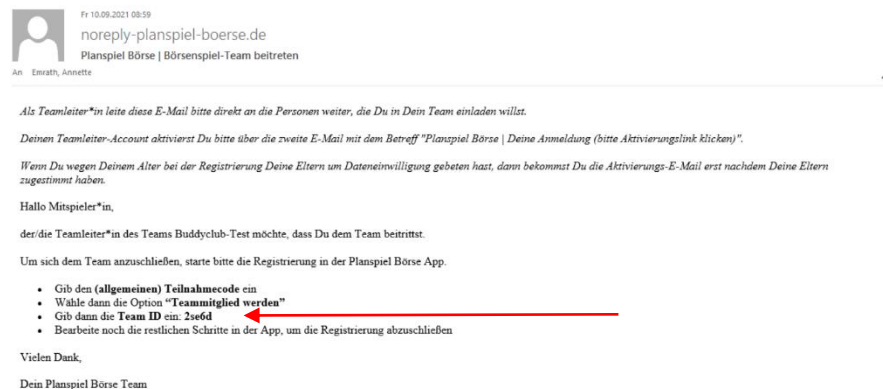 Fr 10.09.2021 08:59
noreply-planspiel-boerse.de
Planspiel Börse | Börsenspiel-Team beitreten
An Emrath, Annette
Als Teamleiter*in leite diese E-Mail bitte direkt an die Personen weiter, die Du in Dein Team einladen willst.
Deinen Teamleiter-Account aktivierst Du bitte über die zweite E-Mail mit dem Betreff "Planspiel Börse | Deine Anmeldung (bitte Aktivierungslink klicken)".
Wenn Du wegen Deinem Alter bei der Registrierung Deine Eltern um Dateneinwilligung gebeten hast, dann bekommst Du die Aktivierungs-E-Mail erst nachdem Deine Eltern
zugestimmt haben.
Hallo Mitspieler*in,
der/die Teamleiter*in des Teams Buddyclub-Test möchte, dass Du dem Team beitrittst.
Um sich dem Team anzuschließen, starte bitte die Registrierung in der Planspiel Börse App.
• Gib den (allgemeinen) Teilnahmecode ein
• Wähle dann die Option “Teammitglied werden”
• Gib dann die Team ID ein: 2se6d
• Bearbeite noch die restlichen Schritte in der App, um die Registrierung abzuschließen
Vielen Dank,
Dein Planspiel Börse Team